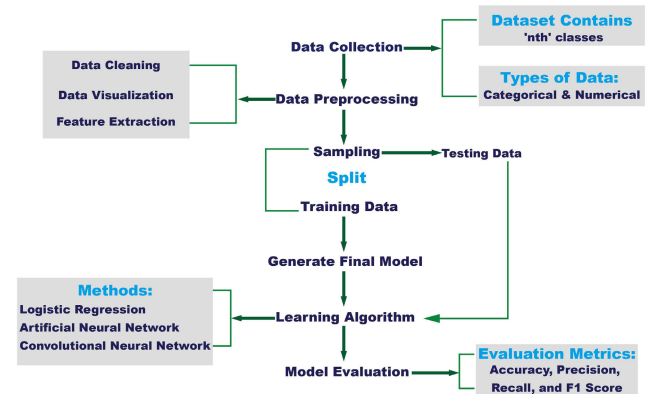 Dataset Contains
'nth' classes
Data Collection
Types of Data:
Categorical & Numerical
Data Cleaning
Data Visualization
Feature Extraction
Data Preprocessing
Sampling
Testing Data
Split
Training Data
Generate Final Model
Methods:
Logistic Regression
Artificial Neural Network
Convolutional Neural Network
Learning Algorithm
Model Evaluation
Evaluation Metrics:
Accuracy, Precision,
Recall, and F1 Score